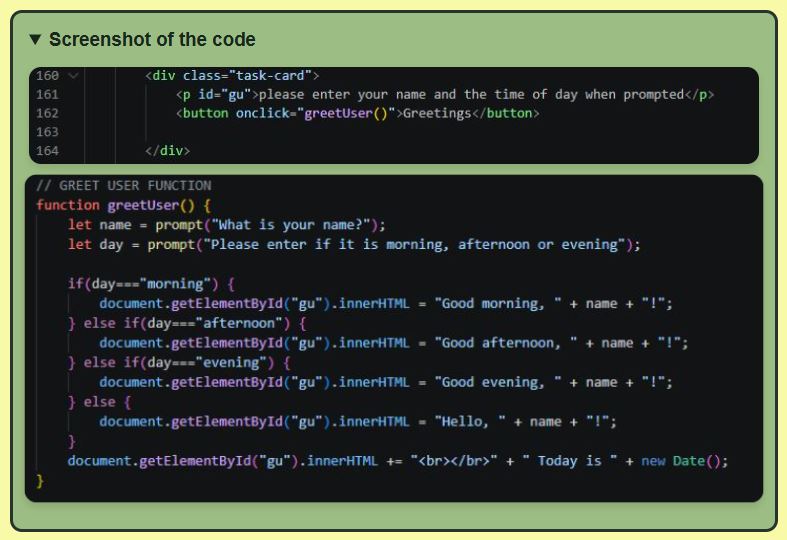 ▼ Screenshot of the code
160 <div class="task-card">
161 <p id="gu">please enter your name and the time of day when prompted</p>
162 <button onclick="greetUser()">Greetings</button>
163
164 </div>
// GREET USER FUNCTION
function greetUser() {
let name = prompt("What is your name?");
let day = prompt("Please enter if it is morning, afternoon or evening");
if(day==="morning") {
document.getElementById("gu").innerHTML = "Good morning, " + name + "!";
} else if(day==="afternoon") {
document.getElementById("gu").innerHTML = "Good afternoon, " + name + "!";
} else if(day==="evening") {
document.getElementById("gu").innerHTML = "Good evening, " + name + "!";
} else {
document.getElementById("gu").innerHTML = "Hello, " + name + "!";
}
document.getElementById("gu").innerHTML += "<br></br>" + " Today is " + new Date();
}